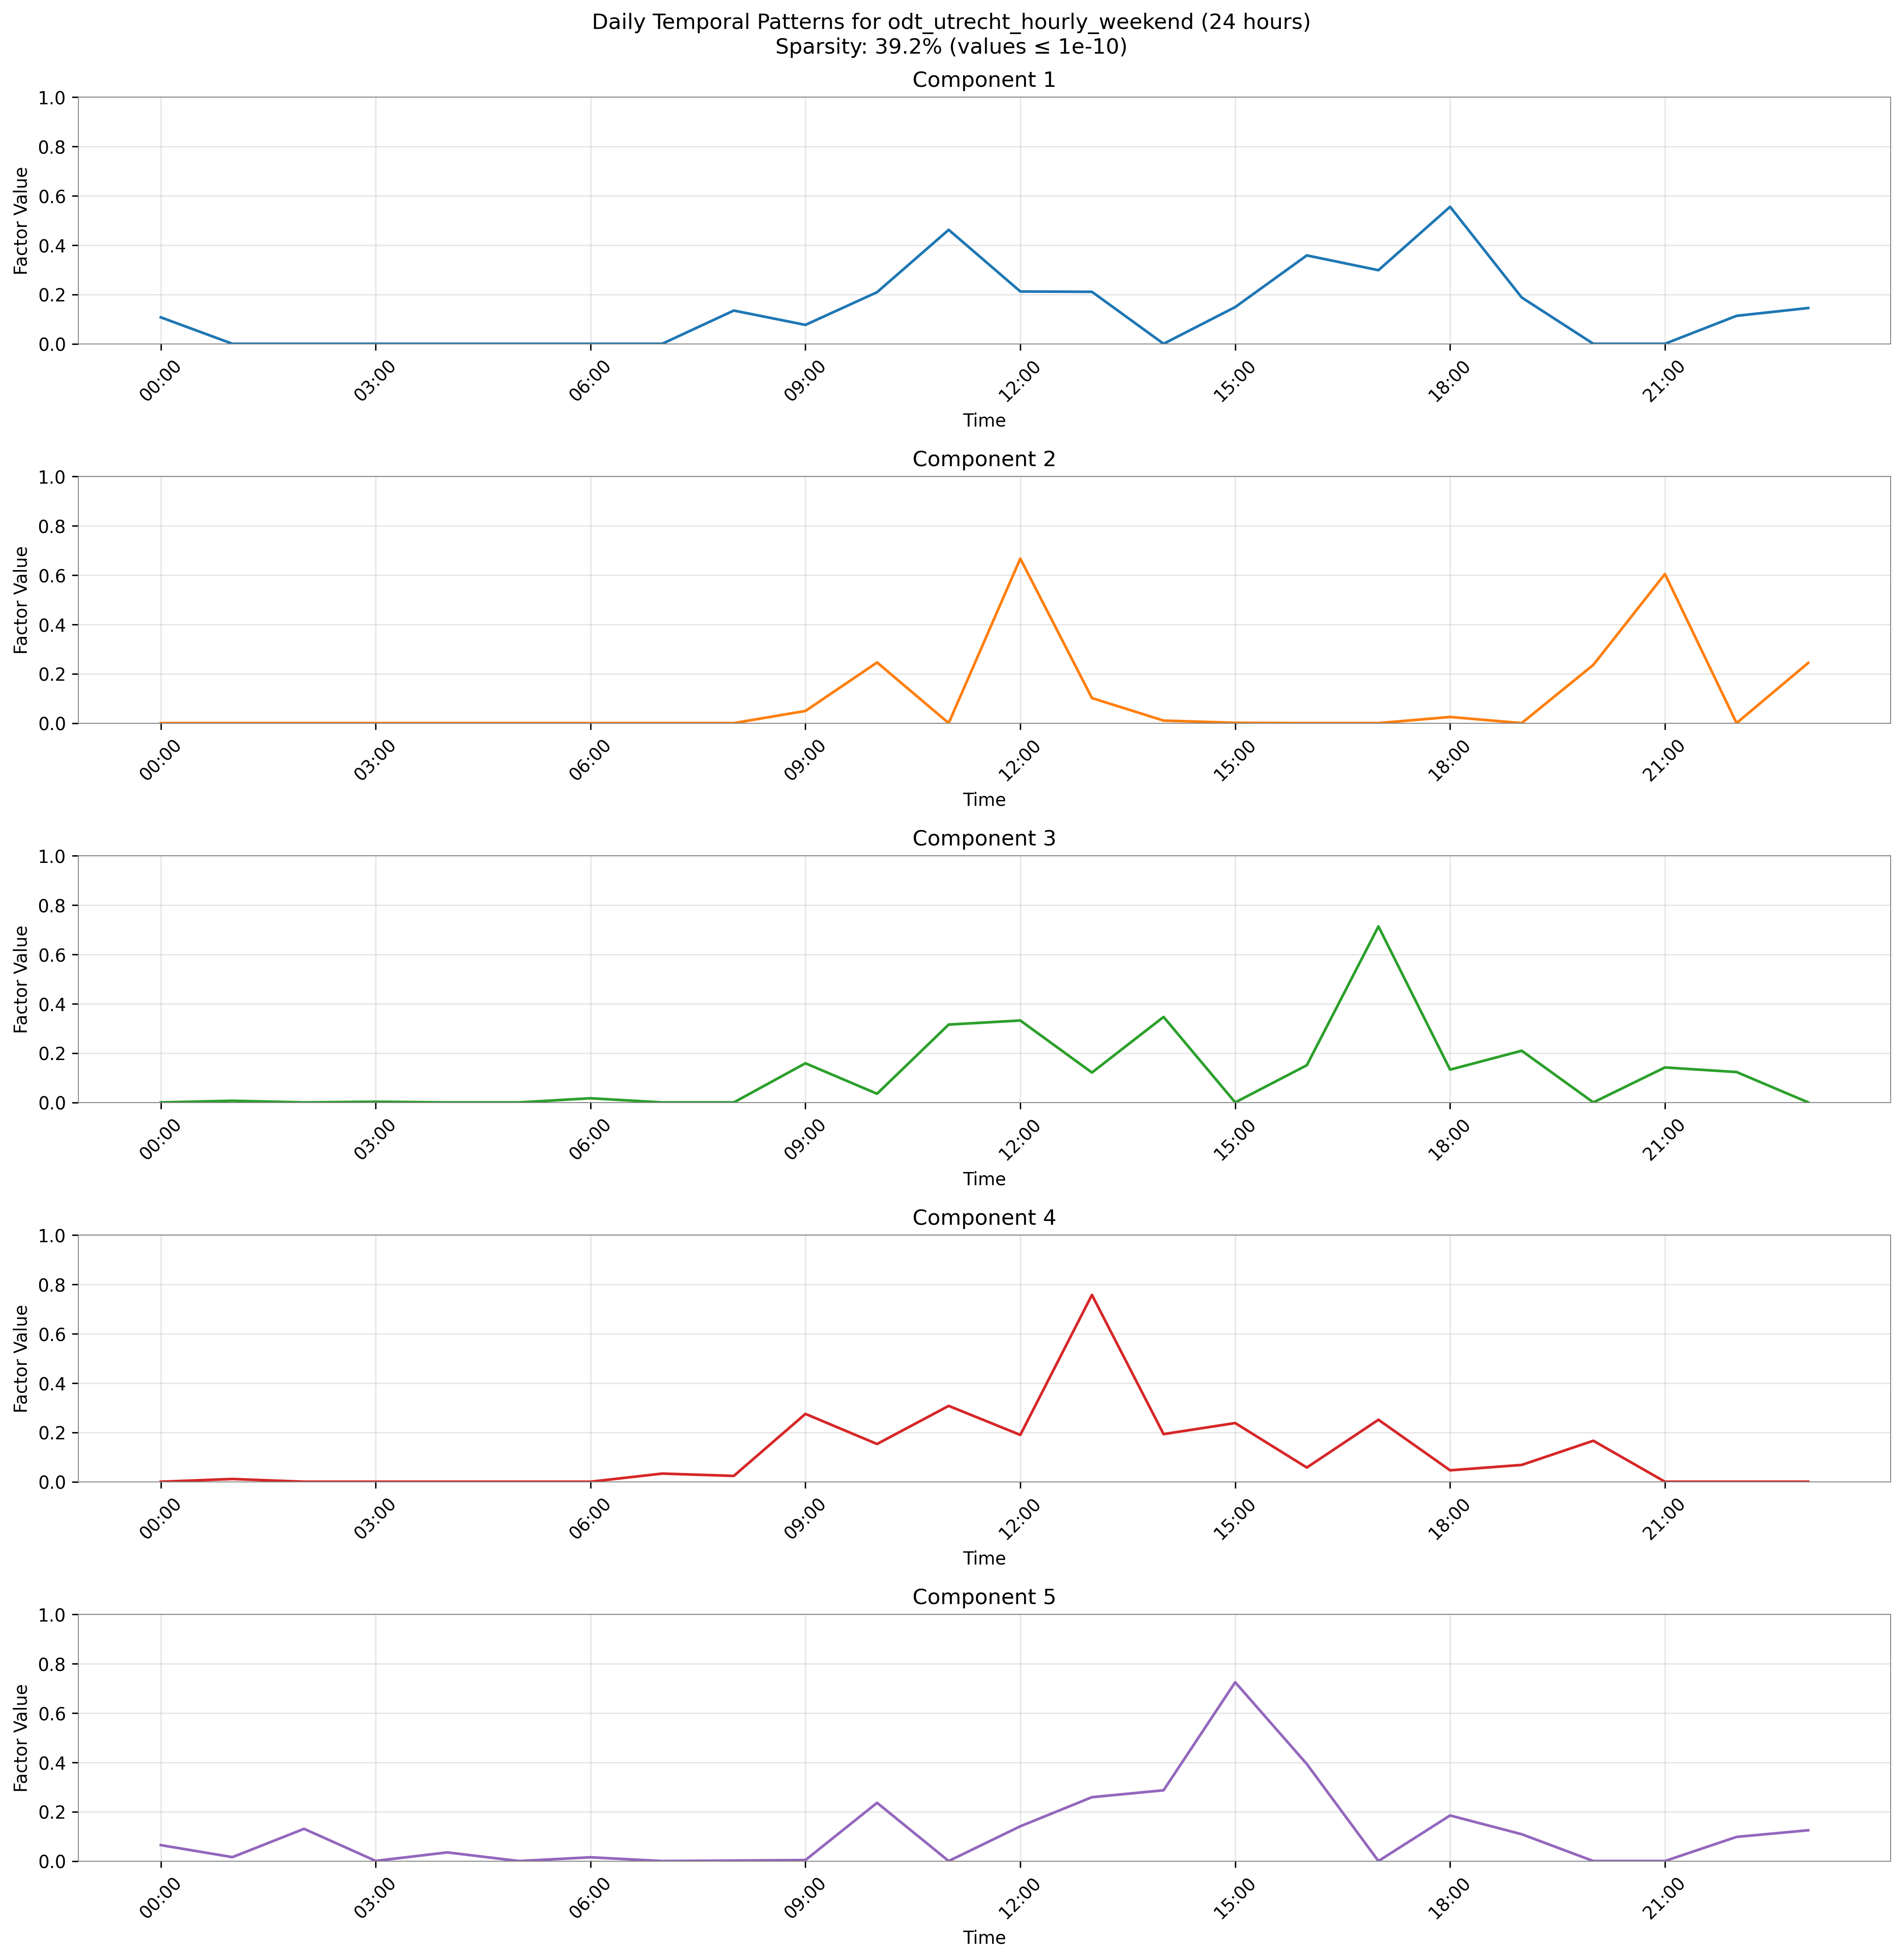 Daily Temporal Patterns for odt_utrecht_hourly_weekend (24 hours)
Sparsity: 39.2% (values ≤ 1e-10)
Component 1
Factor Value
1.0
0.8
0.6
0.4
0.2
0.0
00:00 03:00 06:00 09:00 12:00 15:00 18:00 21:00
Time
Component 2
Factor Value
1.0
0.8
0.6
0.4
0.2
0.0
00:00 03:00 06:00 09:00 12:00 15:00 18:00 21:00
Time
Component 3
Factor Value
1.0
0.8
0.6
0.4
0.2
0.0
00:00 03:00 06:00 09:00 12:00 15:00 18:00 21:00
Time
Component 4
Factor Value
1.0
0.8
0.6
0.4
0.2
0.0
00:00 03:00 06:00 09:00 12:00 15:00 18:00 21:00
Time
Component 5
Factor Value
1.0
0.8
0.6
0.4
0.2
0.0
00:00 03:00 06:00 09:00 12:00 15:00 18:00 21:00
Time